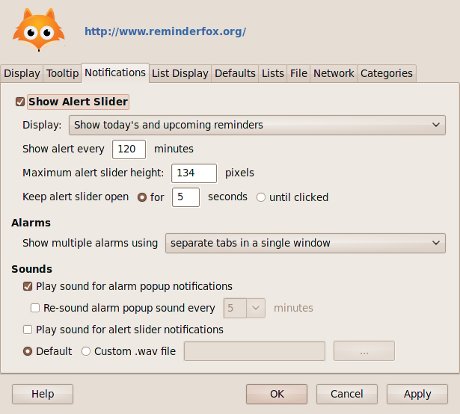 http://www.reminderfox.org/
Display Tooltip Notifications List Display Defaults Lists File Network Categories
Show Alert Slider
Display: Show today's and upcoming reminders
Show alert every 120 minutes
Maximum alert slider height: 134 pixels
Keep alert slider open for 5 seconds until clicked
Alarms
Show multiple alarms using separate tabs in a single window
Sounds
Play sound for alarm popup notifications
Re-sound alarm popup sound every 5 minutes
Play sound for alert slider notifications
Default Custom .wav file ...
Help OK Cancel Apply